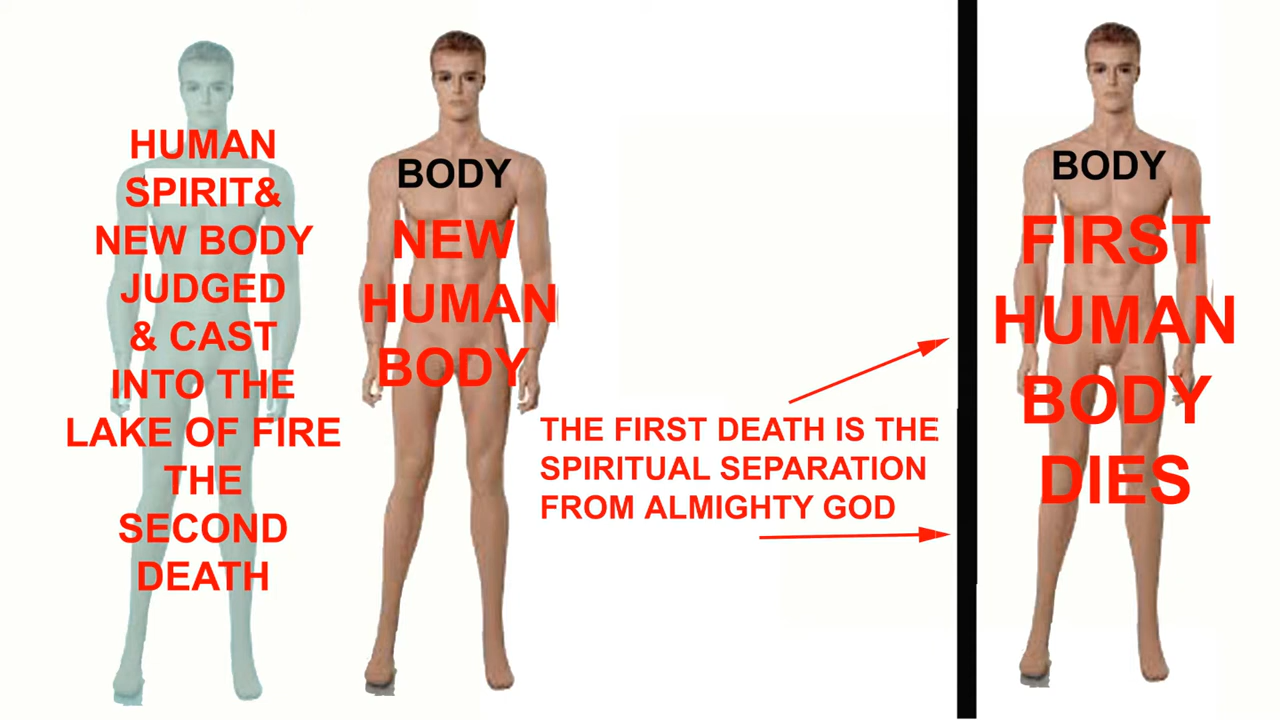 HUMAN
SPIRIT&
NEW BODY
JUDGED
& CAST
INTO THE
LAKE OF FIRE
THE
SECOND
DEATH
BODY
NEW
HUMAN
BODY
THE FIRST DEATH IS THE
SPIRITUAL SEPARATION
FROM ALMIGHTY GOD
BODY
FIRST
HUMAN
BODY
DIES